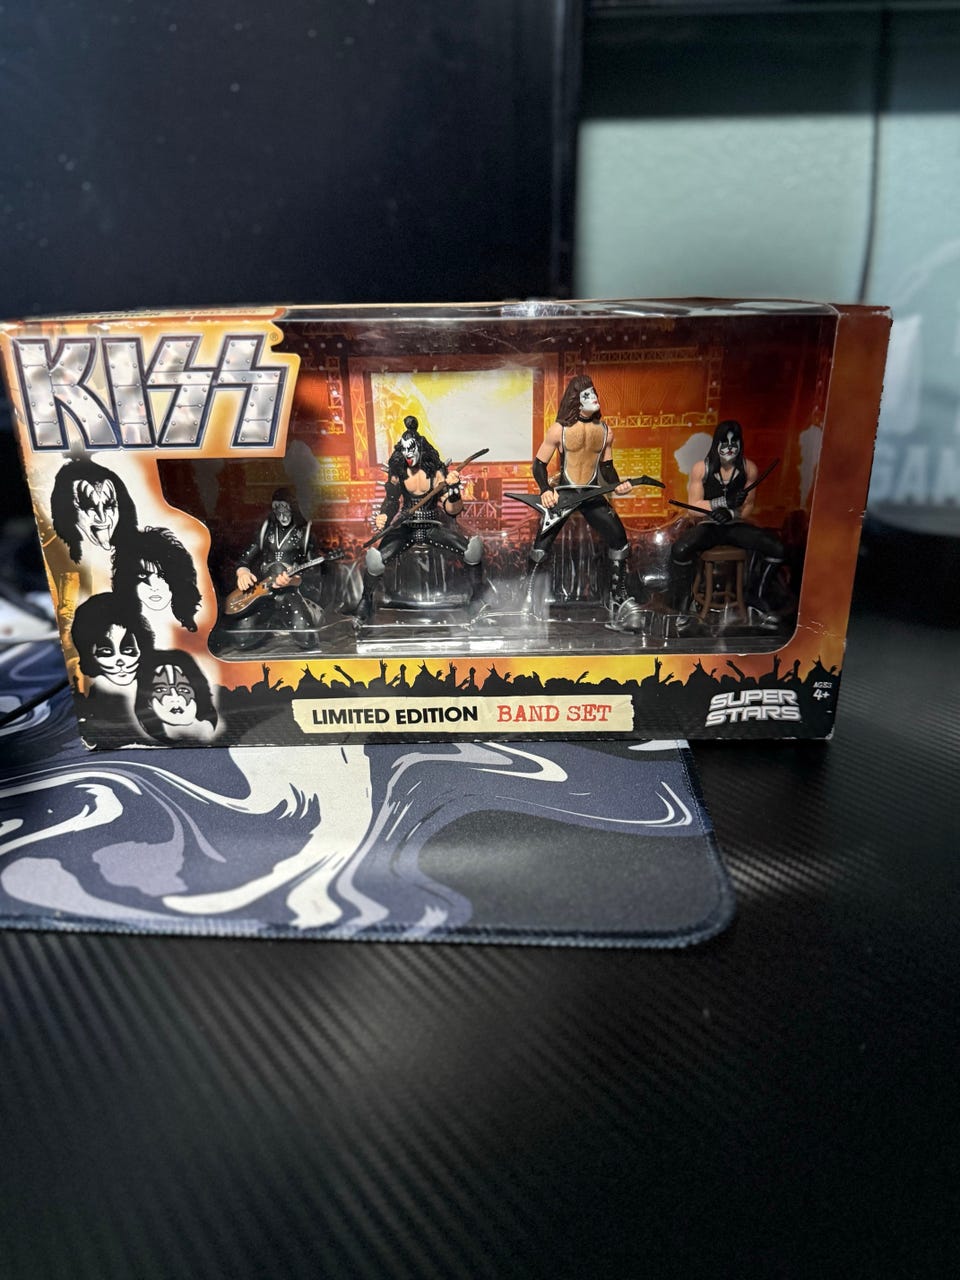 KISS®
LIMITED EDITION BAND SET
SUPER
STARS
AGES
4+